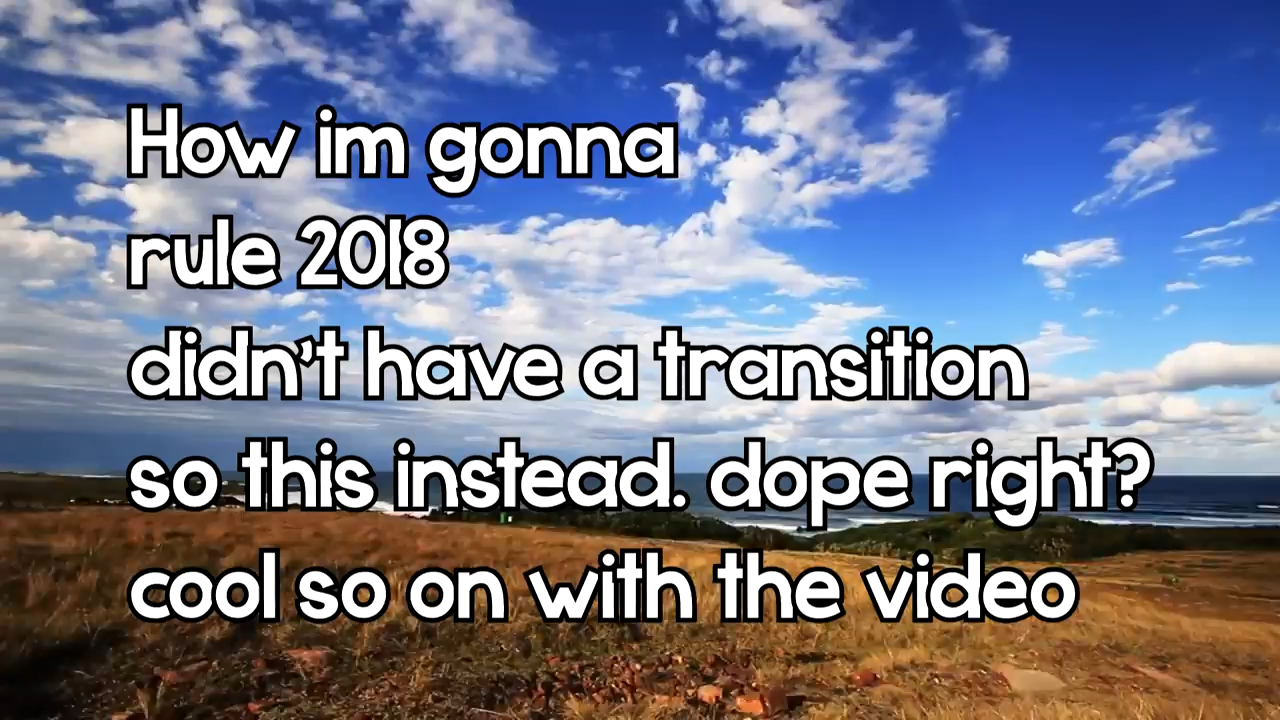 How im gonna
rule 2018
didn't have a transition
so this instead. dope right?
cool so on with the video